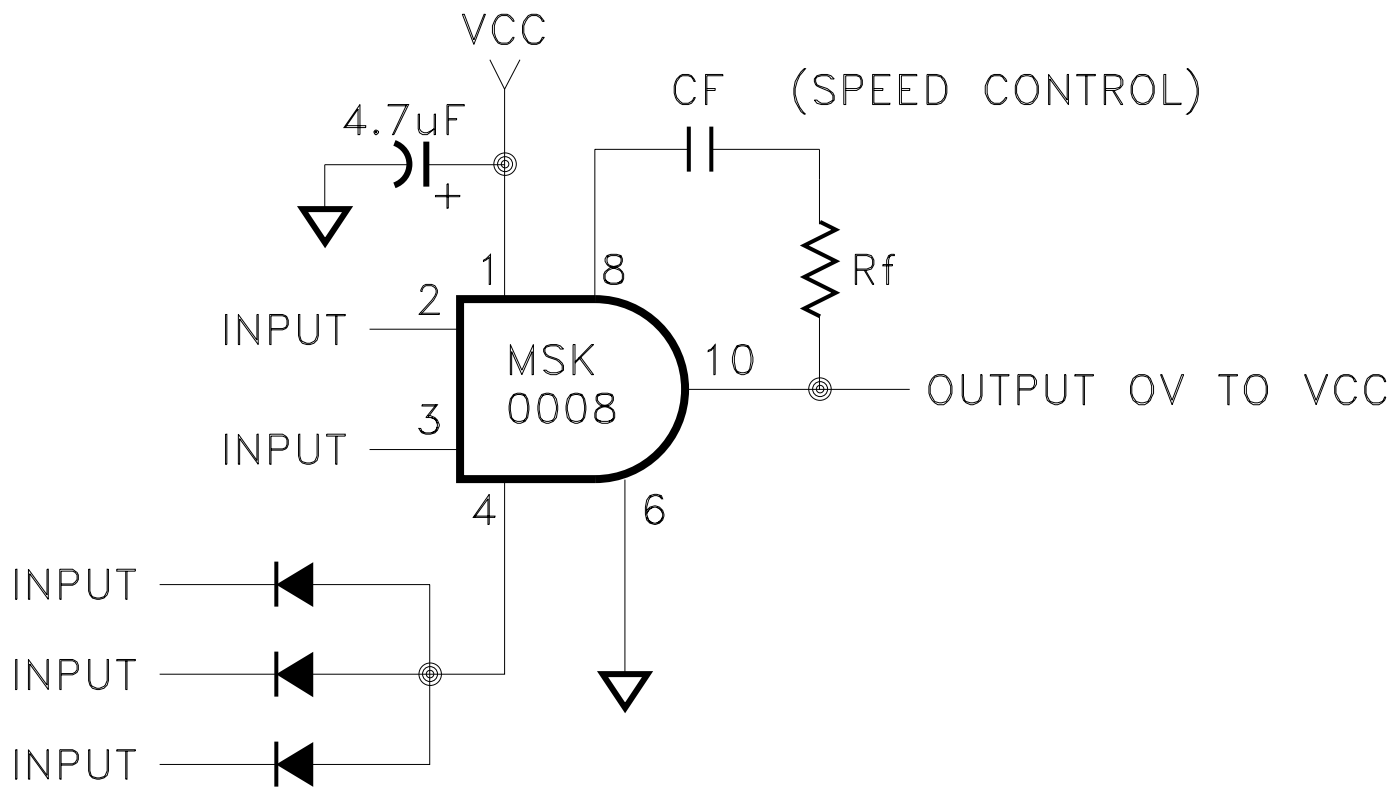 VCC
CF (SPEED CONTROL)
4.7uF
+
1
8
Rf
2
INPUT
MSK
0008
10
OUTPUT 0V TO VCC
3
INPUT
4
6
INPUT
INPUT
INPUT